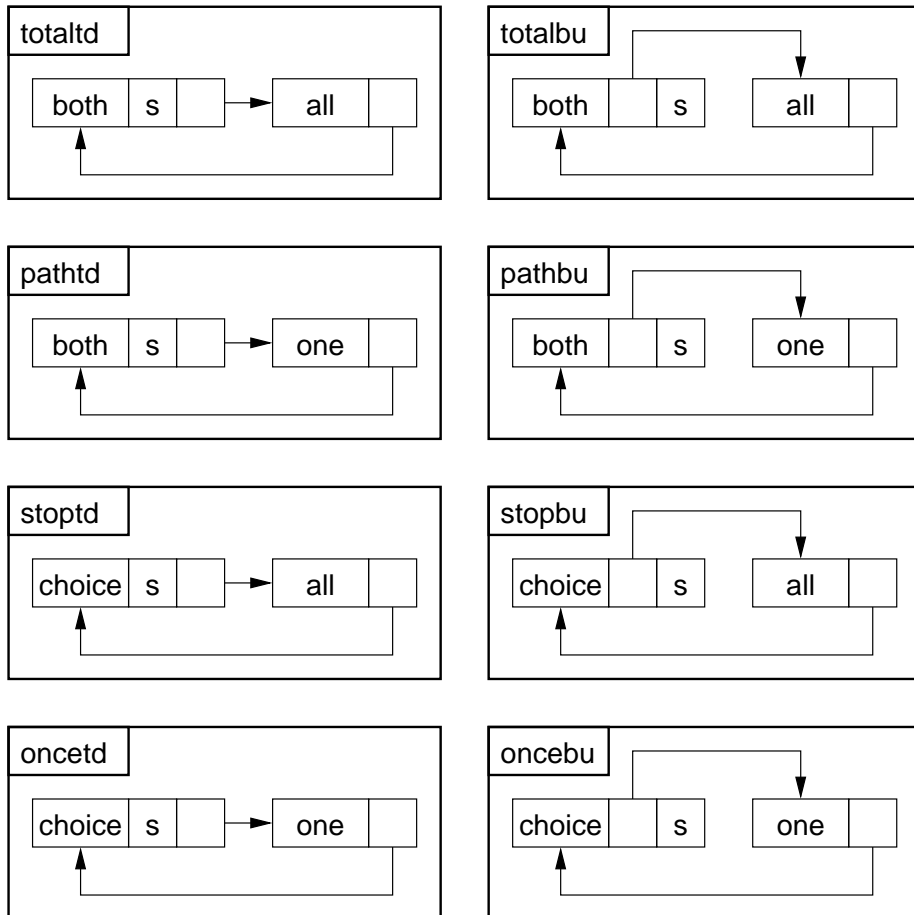 totaltd
both s all
totalbu
both s all
pathtd
both s one
pathbu
both s one
stoptd
choice s all
stopbu
choice s all
oncetd
choice s one
oncebu
choice s one